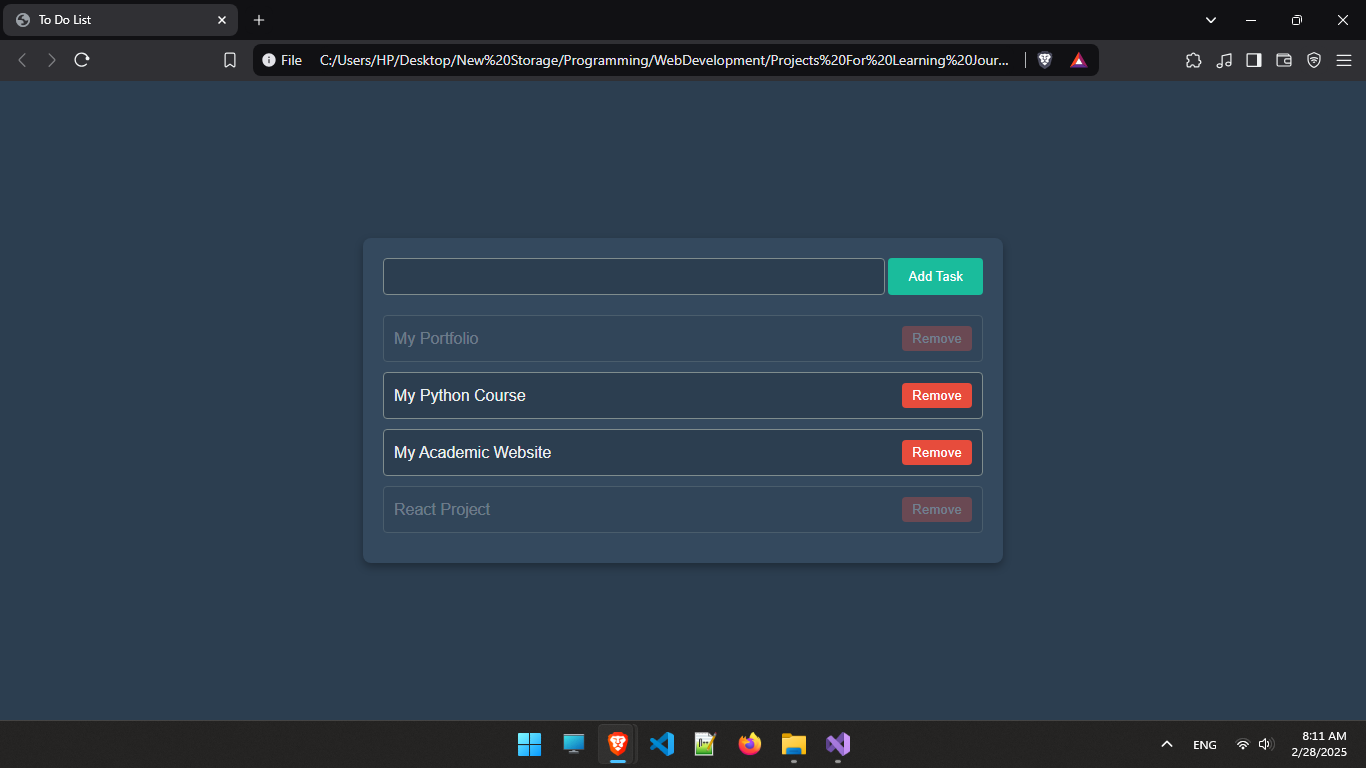 To Do List
File C:/Users/HP/Desktop/New%20Storage/Programming/WebDevelopment/Projects%20For%20Learning%20Jour...
Add Task
My Portfolio Remove
My Python Course Remove
My Academic Website Remove
React Project Remove
ENG
8:11 AM
2/28/2025